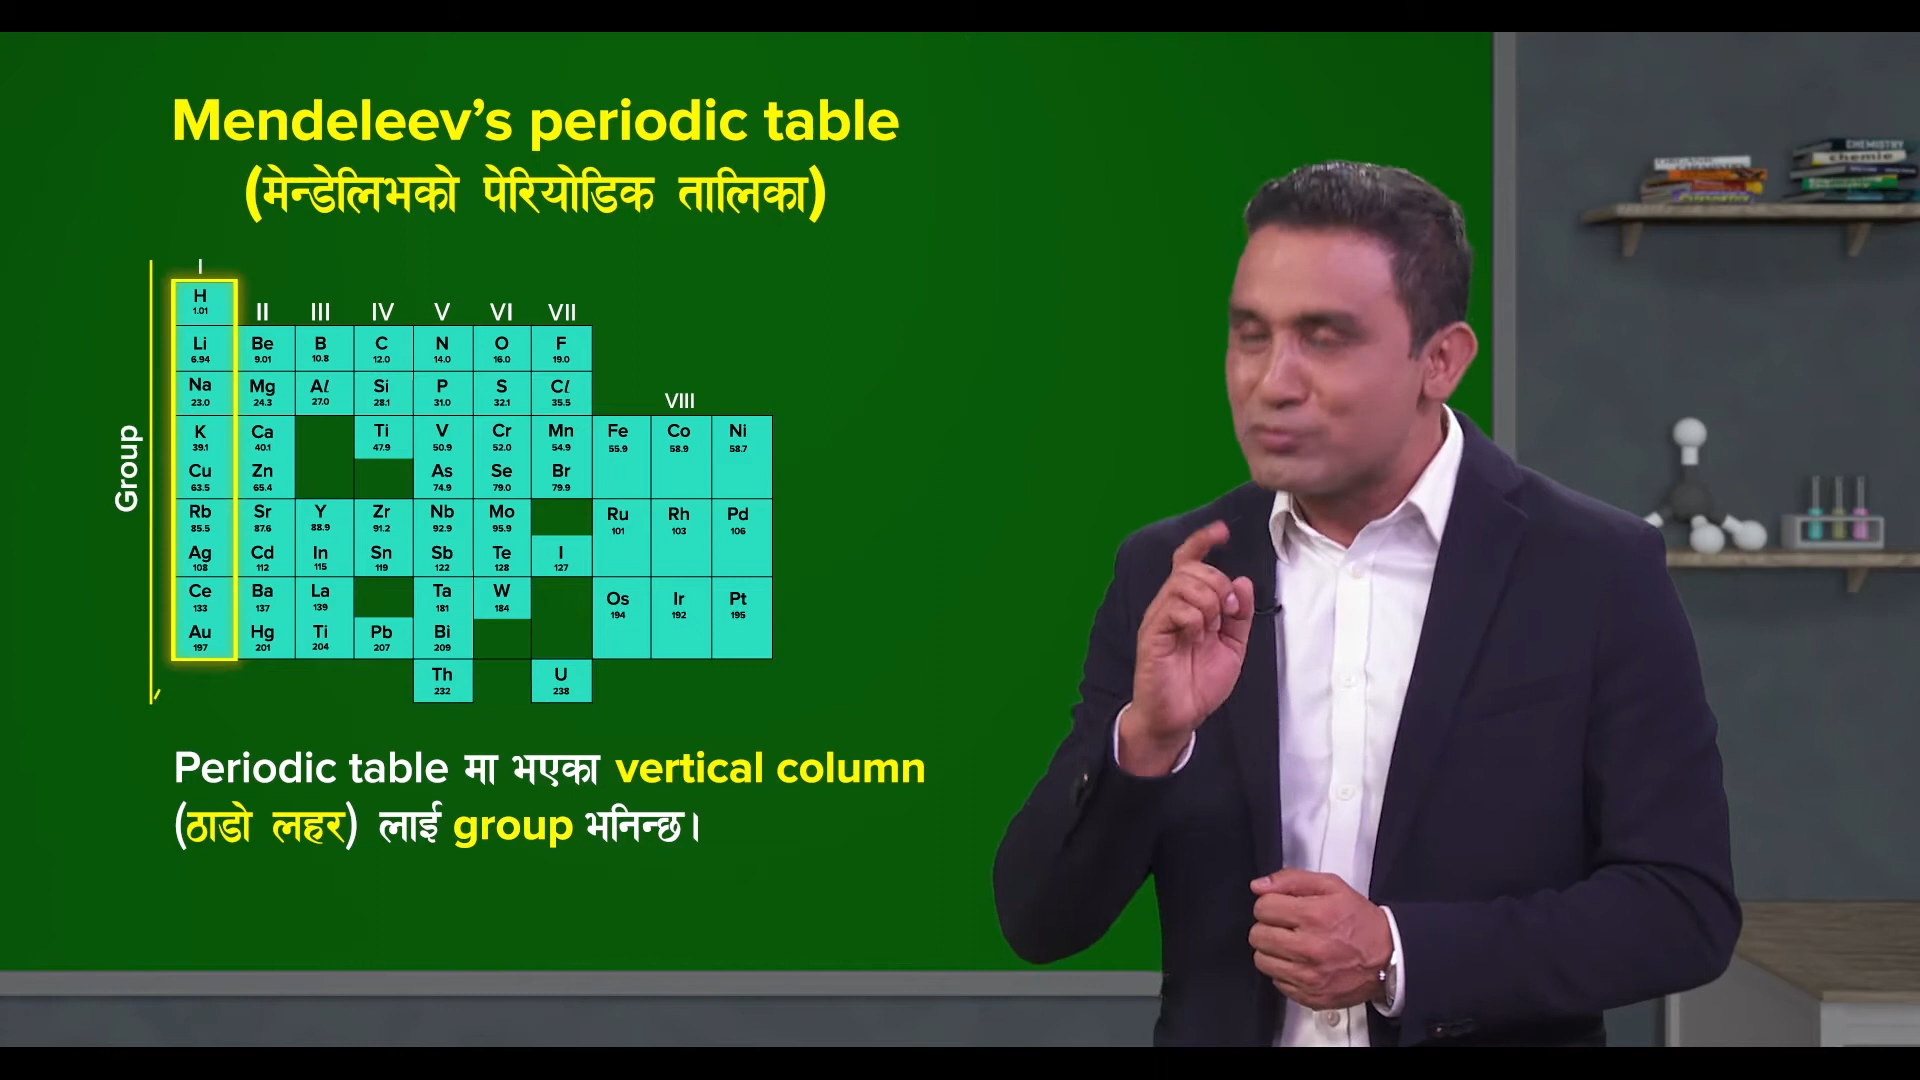 Mendeleev's periodic table
(मेन्डेलिभको पेरियोडिक तालिका)
I
H
1.01
II III IV V VI VII
Li Be B C N O F
6.94 9.01 10.8 12.0 14.0 16.0 19.0
Na Mg Al Si P S Cl
23.0 24.3 27.0 28.1 31.0 32.1 35.5
VIII
K Ca Ti V Cr Mn Fe Co Ni
39.1 40.1 47.9 50.9 52.0 54.9 55.9 58.9 58.7
Group
Cu Zn As Se Br
63.5 65.4 74.9 79.0 79.9
Rb Sr Y Zr Nb Mo Ru Rh Pd
85.5 87.6 88.9 91.2 92.9 95.9 101 103 106
Ag Cd In Sn Sb Te I
108 112 115 119 122 128 127
Ce Ba La Ta W Os Ir Pt
133 137 139 181 184 194 192 195
Au Hg Ti Pb Bi
197 201 204 207 209
Th U
232 238
Periodic table मा भएका vertical column
(ठाडो लहर) लाई group भनिन्छ।
CHEMISTRY
chemie